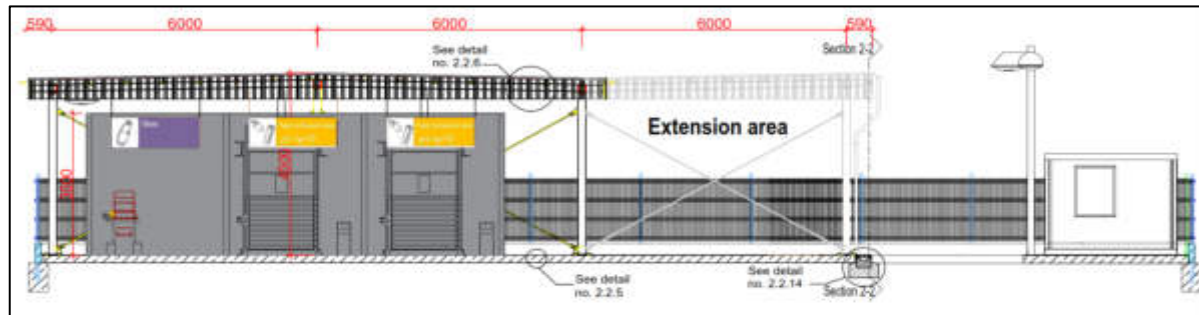 590
6000
6000
6000
590
See detail
no. 2.2.6
Section 2-2
Extension area
See detail
no. 2.2.5
See detail
no. 2.2.14
Section 2-2